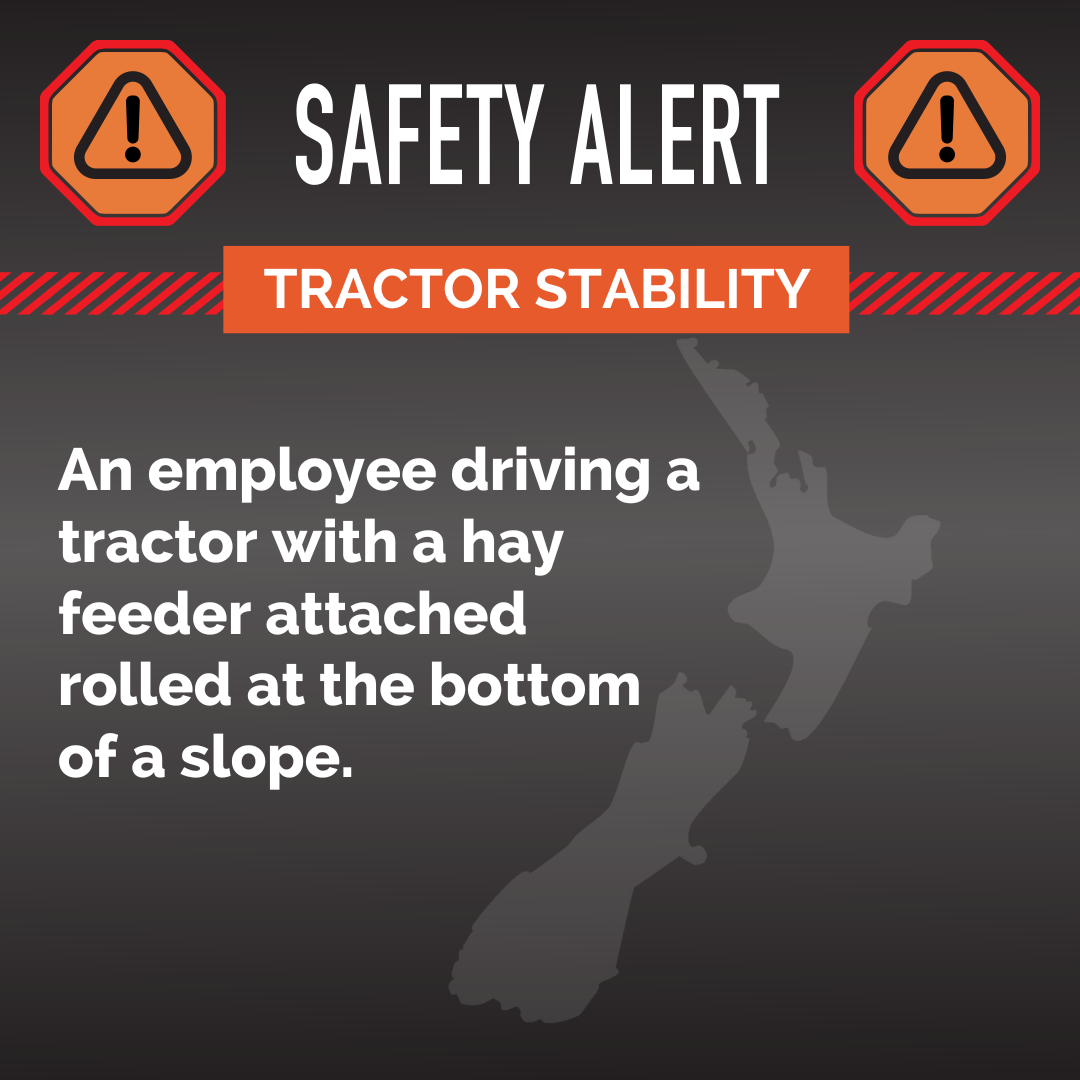 SAFETY ALERT
TRACTOR STABILITY
An employee driving a
tractor with a hay
feeder attached
rolled at the bottom
of a slope.